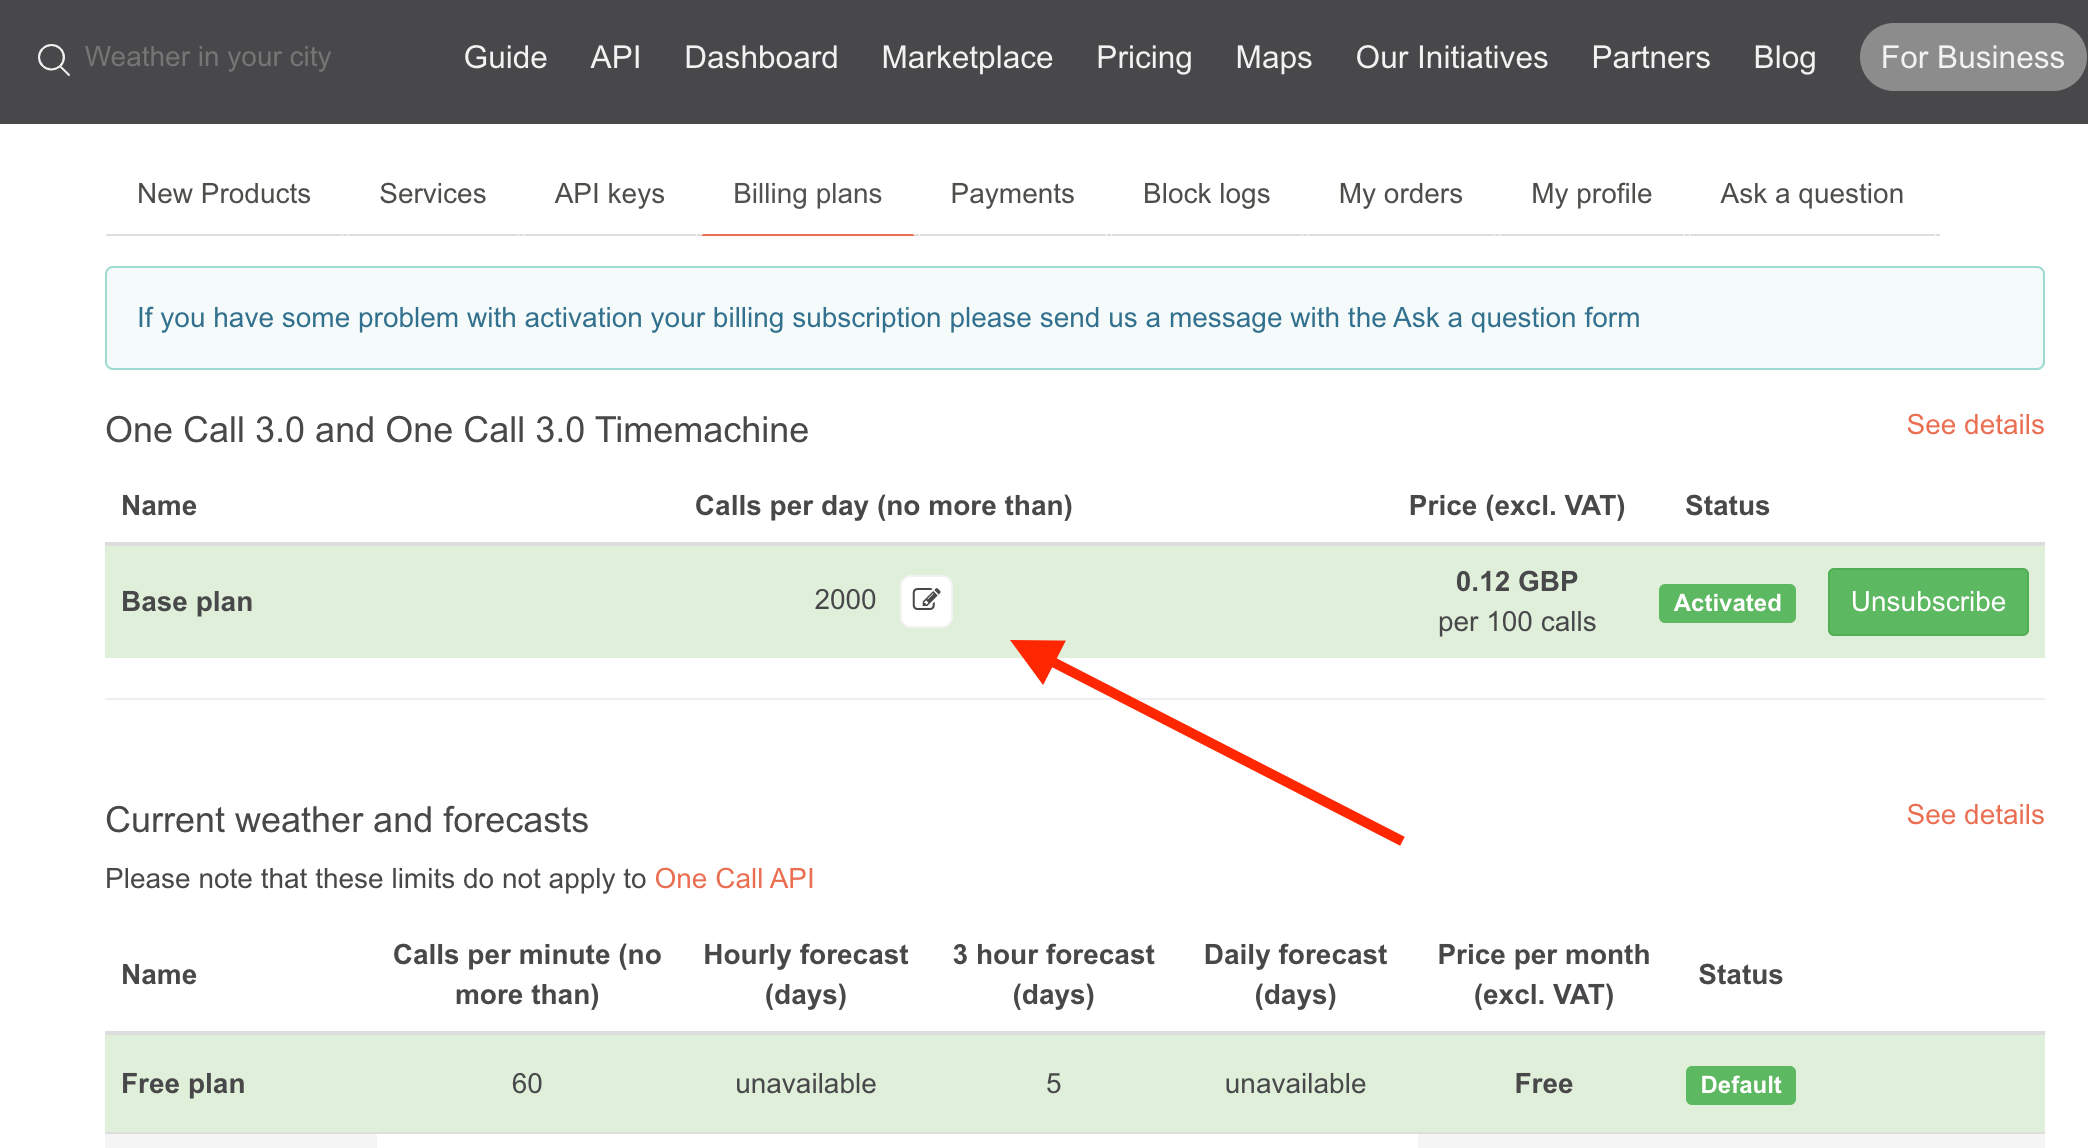 Weather in your city
Guide API Dashboard Marketplace Pricing Maps Our Initiatives Partners Blog For Business
New Products Services API keys Billing plans Payments Block logs My orders My profile Ask a question
If you have some problem with activation your billing subscription please send us a message with the Ask a question form
One Call 3.0 and One Call 3.0 Timemachine See details
Name Calls per day (no more than) Price (excl. VAT) Status
Base plan 2000 0.12 GBP per 100 calls Activated Unsubscribe
Current weather and forecasts See details
Please note that these limits do not apply to One Call API
Name Calls per minute (no more than) Hourly forecast (days) 3 hour forecast (days) Daily forecast (days) Price per month (excl. VAT) Status
Free plan 60 unavailable 5 unavailable Free Default